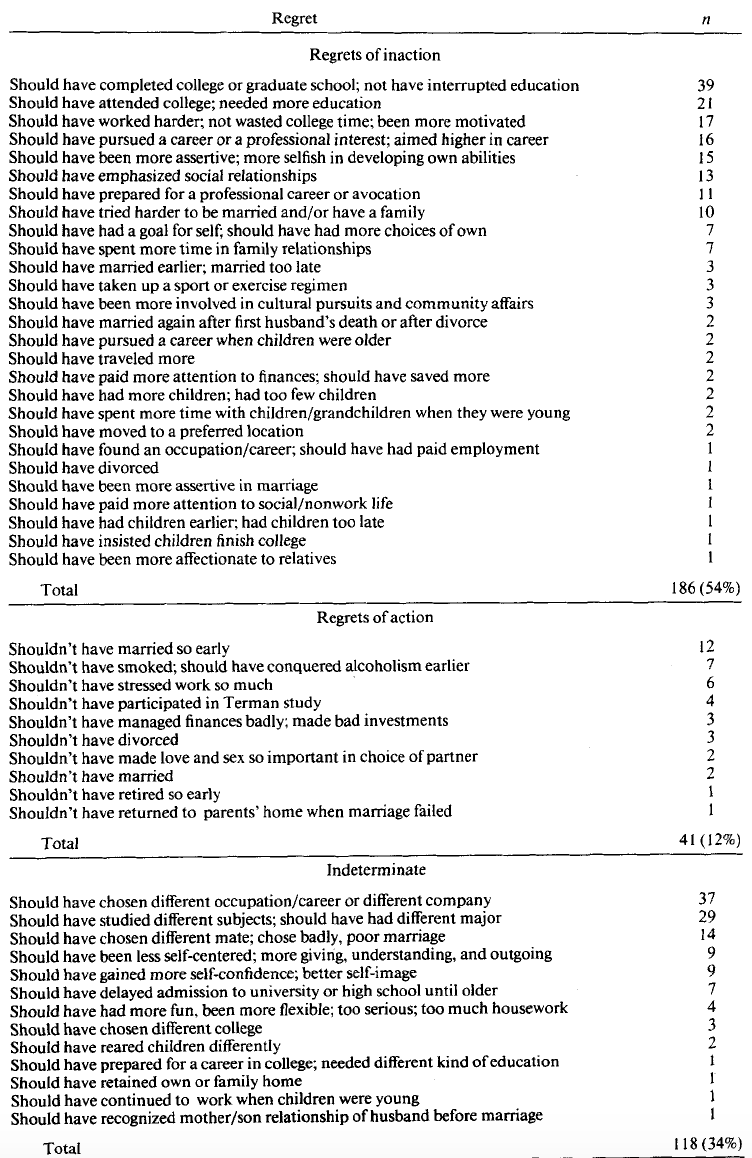 Regret n
Regrets of inaction
Should have completed college or graduate school; not have interrupted education 39
Should have attended college; needed more education 21
Should have worked harder; not wasted college time; been more motivated 17
Should have pursued a career or a professional interest; aimed higher in career 16
Should have been more assertive; more selfish in developing own abilities 15
Should have emphasized social relationships 13
Should have prepared for a professional career or avocation 11
Should have tried harder to be married and/or have a family 10
Should have had a goal for self; should have had more choices of own 7
Should have spent more time in family relationships 7
Should have married earlier; married too late 3
Should have taken up a sport or exercise regimen 3
Should have been more involved in cultural pursuits and community affairs 3
Should have married again after first husband's death or after divorce 2
Should have pursued a career when children were older 2
Should have traveled more 2
Should have paid more attention to finances; should have saved more 2
Should have had more children; had too few children 2
Should have spent more time with children/grandchildren when they were young 2
Should have moved to a preferred location 2
Should have found an occupation/career; should have had paid employment 1
Should have divorced 1
Should have been more assertive in marriage 1
Should have paid more attention to social/nonwork life 1
Should have had children earlier; had children too late 1
Should have insisted children finish college 1
Should have been more affectionate to relatives 1
Total 186 (54%)
Regrets of action
Shouldn't have married so early 12
Shouldn't have smoked; should have conquered alcoholism earlier 7
Shouldn't have stressed work so much 6
Shouldn't have participated in Terman study 4
Shouldn't have managed finances badly; made bad investments 3
Shouldn't have divorced 3
Shouldn't have made love and sex so important in choice of partner 2
Shouldn't have married 2
Shouldn't have retired so early 1
Shouldn't have returned to parents' home when marriage failed 1
Total 41 (12%)
Indeterminate
Should have chosen different occupation/career or different company 37
Should have studied different subjects; should have had different major 29
Should have chosen different mate; chose badly, poor marriage 14
Should have been less self-centered; more giving, understanding, and outgoing 9
Should have gained more self-confidence; better self-image 9
Should have delayed admission to university or high school until older 7
Should have had more fun, been more flexible; too serious; too much housework 4
Should have chosen different college 3
Should have reared children differently 2
Should have prepared for a career in college; needed different kind of education 1
Should have retained own or family home 1
Should have continued to work when children were young 1
Should have recognized mother/son relationship of husband before marriage 1
Total 118 (34%)